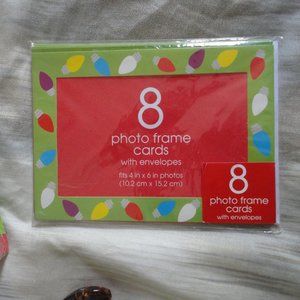 8
photo frame
cards
with envelopes
fits 4 in x 6 in photos
(10.2 cm x 15.2 cm)
8
photo frame
cards
with envelopes